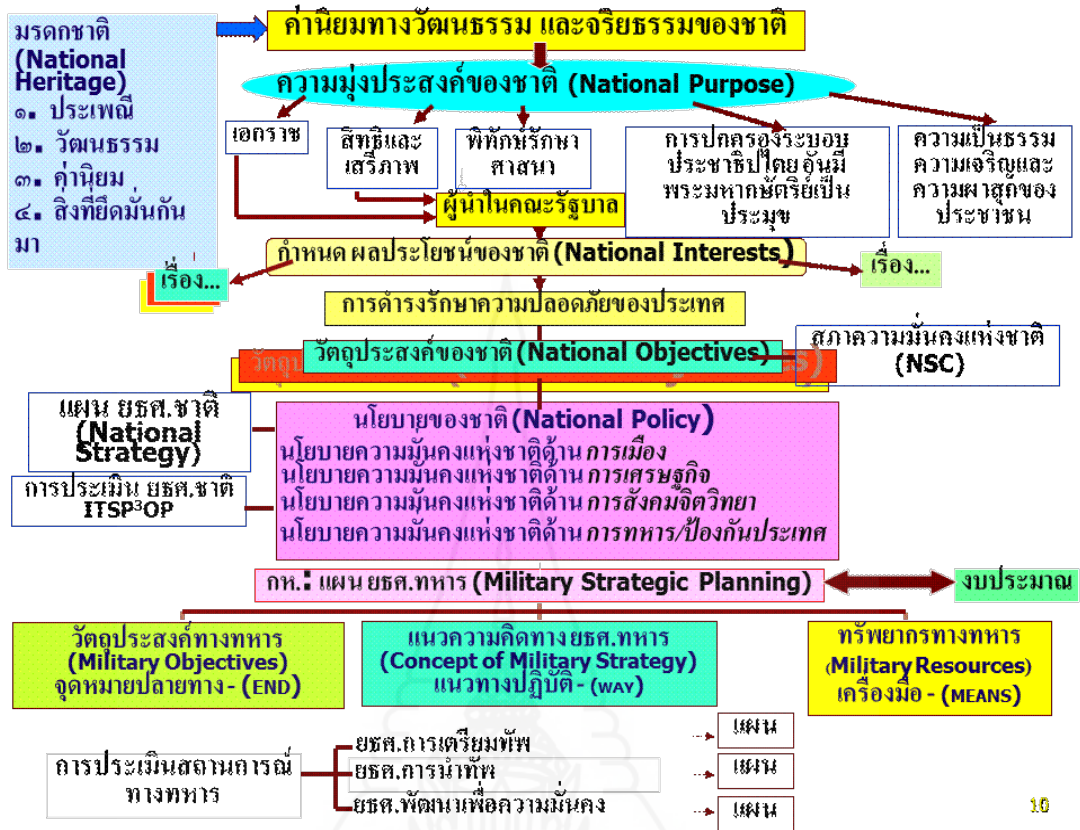 มรดกชาติ
(National
Heritage)
๑. ประเพณี
๒. วัฒนธรรม
๓. ค่านิยม
๔. สิ่งที่ยึดมั่นกัน
มา
ค่านิยมทางวัฒนธรรม และจริยธรรมของชาติ
ความมุ่งประสงค์ของชาติ (National Purpose)
เอกราช
สิทธิและ
เสรีภาพ
พิทักษ์รักษา
ศาสนา
การปกครองระบอบ
ประชาธิปไตย อันมี
พระมหากษัตริย์เป็น
ประมุข
ความเป็นธรรม
ความเจริญและ
ความผาสุกของ
ประชาชน
ผู้นำในคณะรัฐบาล
กำหนด ผลประโยชน์ของชาติ (National Interests)
เรื่อง...
เรื่อง...
การดำรงรักษาความปลอดภัยของประเทศ
วัตถุประสงค์ของชาติ (National Objectives)
สภาความมั่นคงแห่งชาติ
(NSC)
แผน ยธศ.ชาติ
(National
Strategy)
การประเมิน ยธศ.ชาติ
ITSP³OP
นโยบายของชาติ (National Policy)
นโยบายความมั่นคงแห่งชาติด้าน การเมือง
นโยบายความมั่นคงแห่งชาติด้าน การเศรษฐกิจ
นโยบายความมั่นคงแห่งชาติด้าน การสังคมจิตวิทยา
นโยบายความมั่นคงแห่งชาติด้าน การทหาร/ป้องกันประเทศ
กห.: แผน ยธศ.ทหาร (Military Strategic Planning)
งบประมาณ
วัตถุประสงค์ทางทหาร
(Military Objectives)
จุดหมายปลายทาง - (END)
แนวความคิดทาง ยธศ.ทหาร
(Concept of Military Strategy)
แนวทางปฏิบัติ - (WAY)
ทรัพยากรทางทหาร
(Military Resources)
เครื่องมือ - (MEANS)
การประเมินสถานการณ์
ทางทหาร
ยธศ.การเตรียมทัพ
ยธศ.การนำทัพ
ยธศ.พัฒนาเพื่อความมั่นคง
แผน
แผน
แผน
10